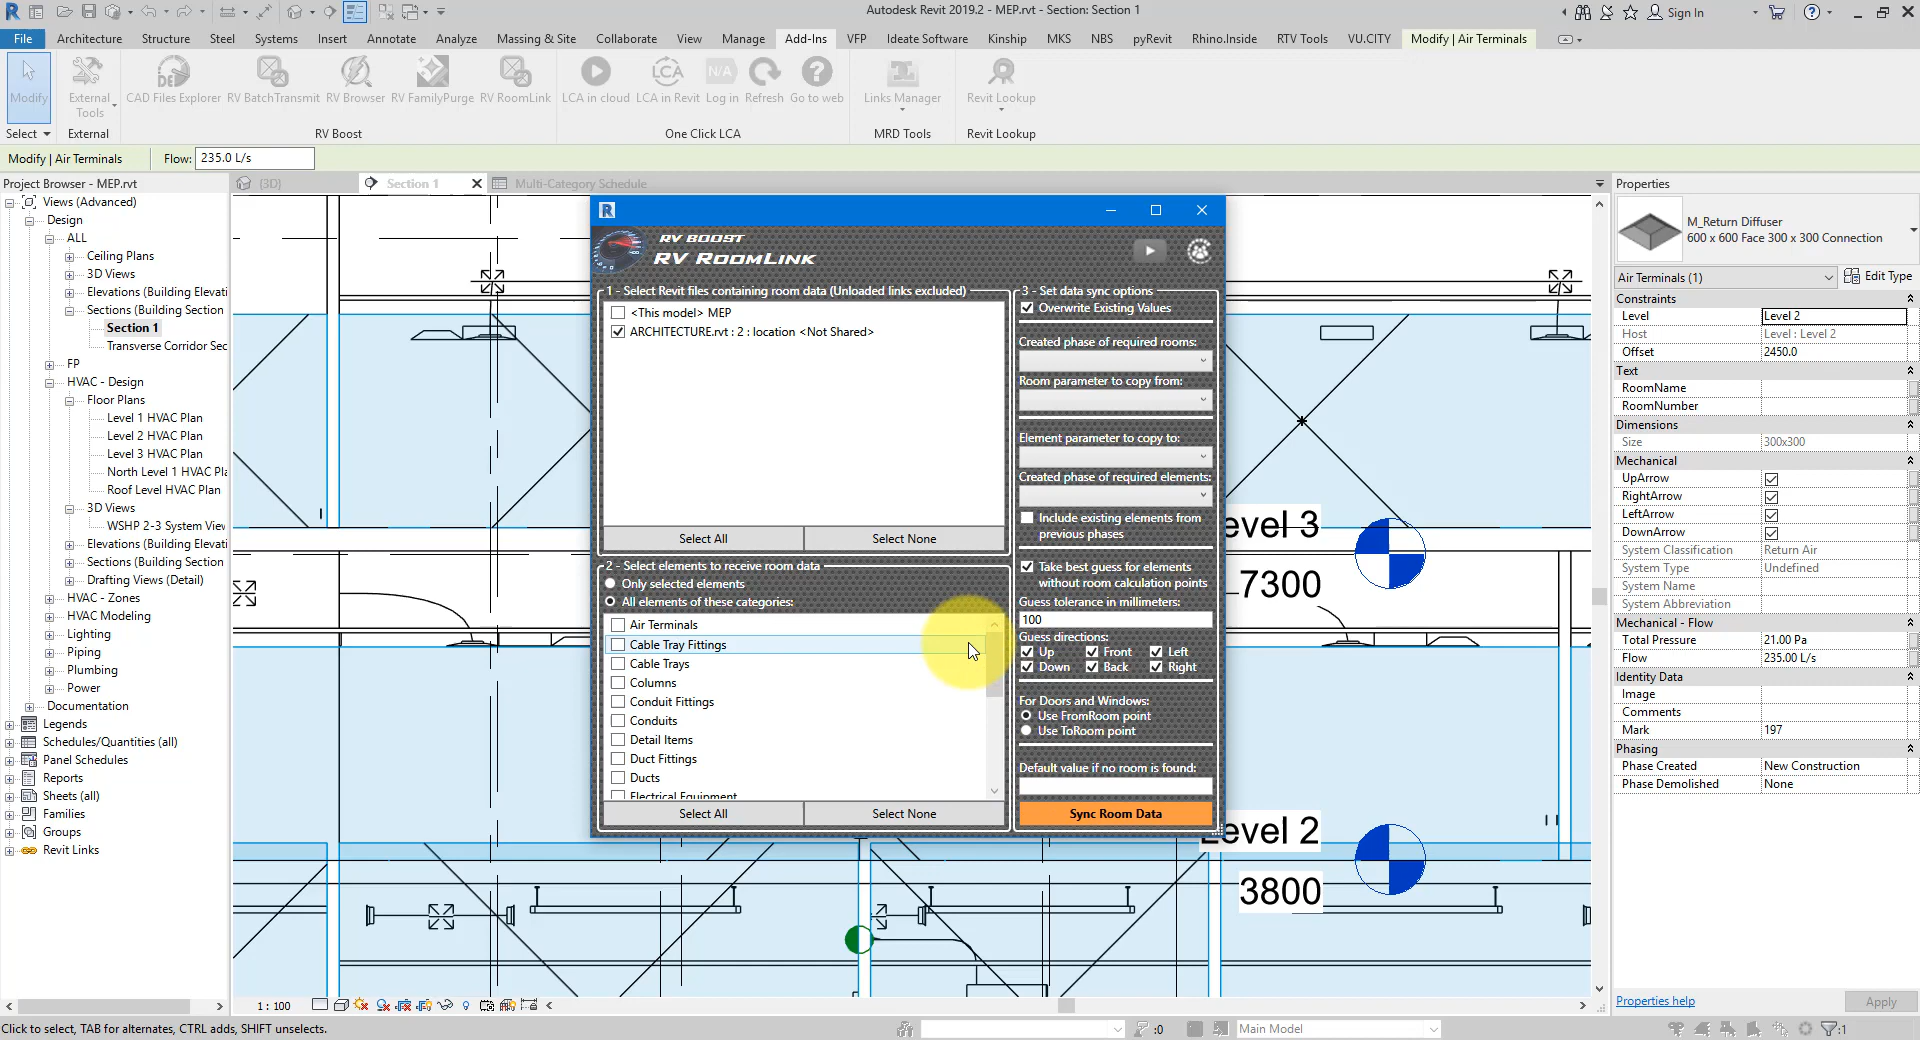 Autodesk Revit 2019.2 - MEP.rvt - Section: Section 1
Sign In
File Architecture Structure Steel Systems Insert Annotate Analyze Massing & Site Collaborate View Manage Add-Ins VFP Ideate Software Kinship MKS NBS pyRevit Rhino.Inside RTV Tools VU.CITY Modify | Air Terminals
Modify
External Tools
CAD Files Explorer RV BatchTransmit RV Browser RV FamilyPurge RV RoomLink
LCA in cloud LCA in Revit Log in Refresh Go to web
Links Manager
Revit Lookup
Select External RV Boost One Click LCA MRD Tools Revit Lookup
Modify | Air Terminals Flow: 235.0 L/s
Project Browser - MEP.rvt
Views (Advanced)
Design
ALL
Ceiling Plans
3D Views
Elevations (Building Elevati
Sections (Building Section
Section 1
Transverse Corridor Sec
FP
HVAC - Design
Floor Plans
Level 1 HVAC Plan
Level 2 HVAC Plan
Level 3 HVAC Plan
North Level 1 HVAC Pla
Roof Level HVAC Plan
3D Views
WSHP 2-3 System View
Elevations (Building Elevati
Sections (Building Section
Drafting Views (Detail)
HVAC - Zones
HVAC Modeling
Lighting
Piping
Plumbing
Power
Documentation
Legends
Schedules/Quantities (all)
Panel Schedules
Reports
Sheets (all)
Families
Groups
Revit Links
{3D}
Section 1
Multi-Category Schedule
RV BOOST
RV ROOMLINK
1 - Select Revit files containing room data (Unloaded links excluded)
<This model> MEP
ARCHITECTURE.rvt : 2 : location <Not Shared>
Select All
Select None
2 - Select elements to receive room data
Only selected elements
All elements of these categories:
Air Terminals
Cable Tray Fittings
Cable Trays
Columns
Conduit Fittings
Conduits
Detail Items
Duct Fittings
Ducts
Electrical Equipment
Select All
Select None
3 - Set data sync options
Overwrite Existing Values
Created phase of required rooms:
Room parameter to copy from:
Element parameter to copy to:
Created phase of required elements:
Include existing elements from
previous phases
Take best guess for elements
without room calculation points
Guess tolerance in millimeters:
100
Guess directions:
Up Front Left
Down Back Right
For Doors and Windows:
Use FromRoom point
Use ToRoom point
Default value if no room is found:
Sync Room Data
evel 3
7300
Level 2
3800
Properties
M_Return Diffuser
600 x 600 Face 300 x 300 Connection
Air Terminals (1)
Edit Type
Constraints
Level Level 2
Host Level : Level 2
Offset 2450.0
Text
RoomName
RoomNumber
Dimensions
Size 300x300
Mechanical
UpArrow
RightArrow
LeftArrow
DownArrow
System Classification Return Air
System Type Undefined
System Name
System Abbreviation
Mechanical - Flow
Total Pressure 21.00 Pa
Flow 235.00 L/s
Identity Data
Image
Comments
Mark 197
Phasing
Phase Created New Construction
Phase Demolished None
Properties help
Apply
1 : 100
Click to select, TAB for alternates, CTRL adds, SHIFT unselects.
:0
Main Model
:1